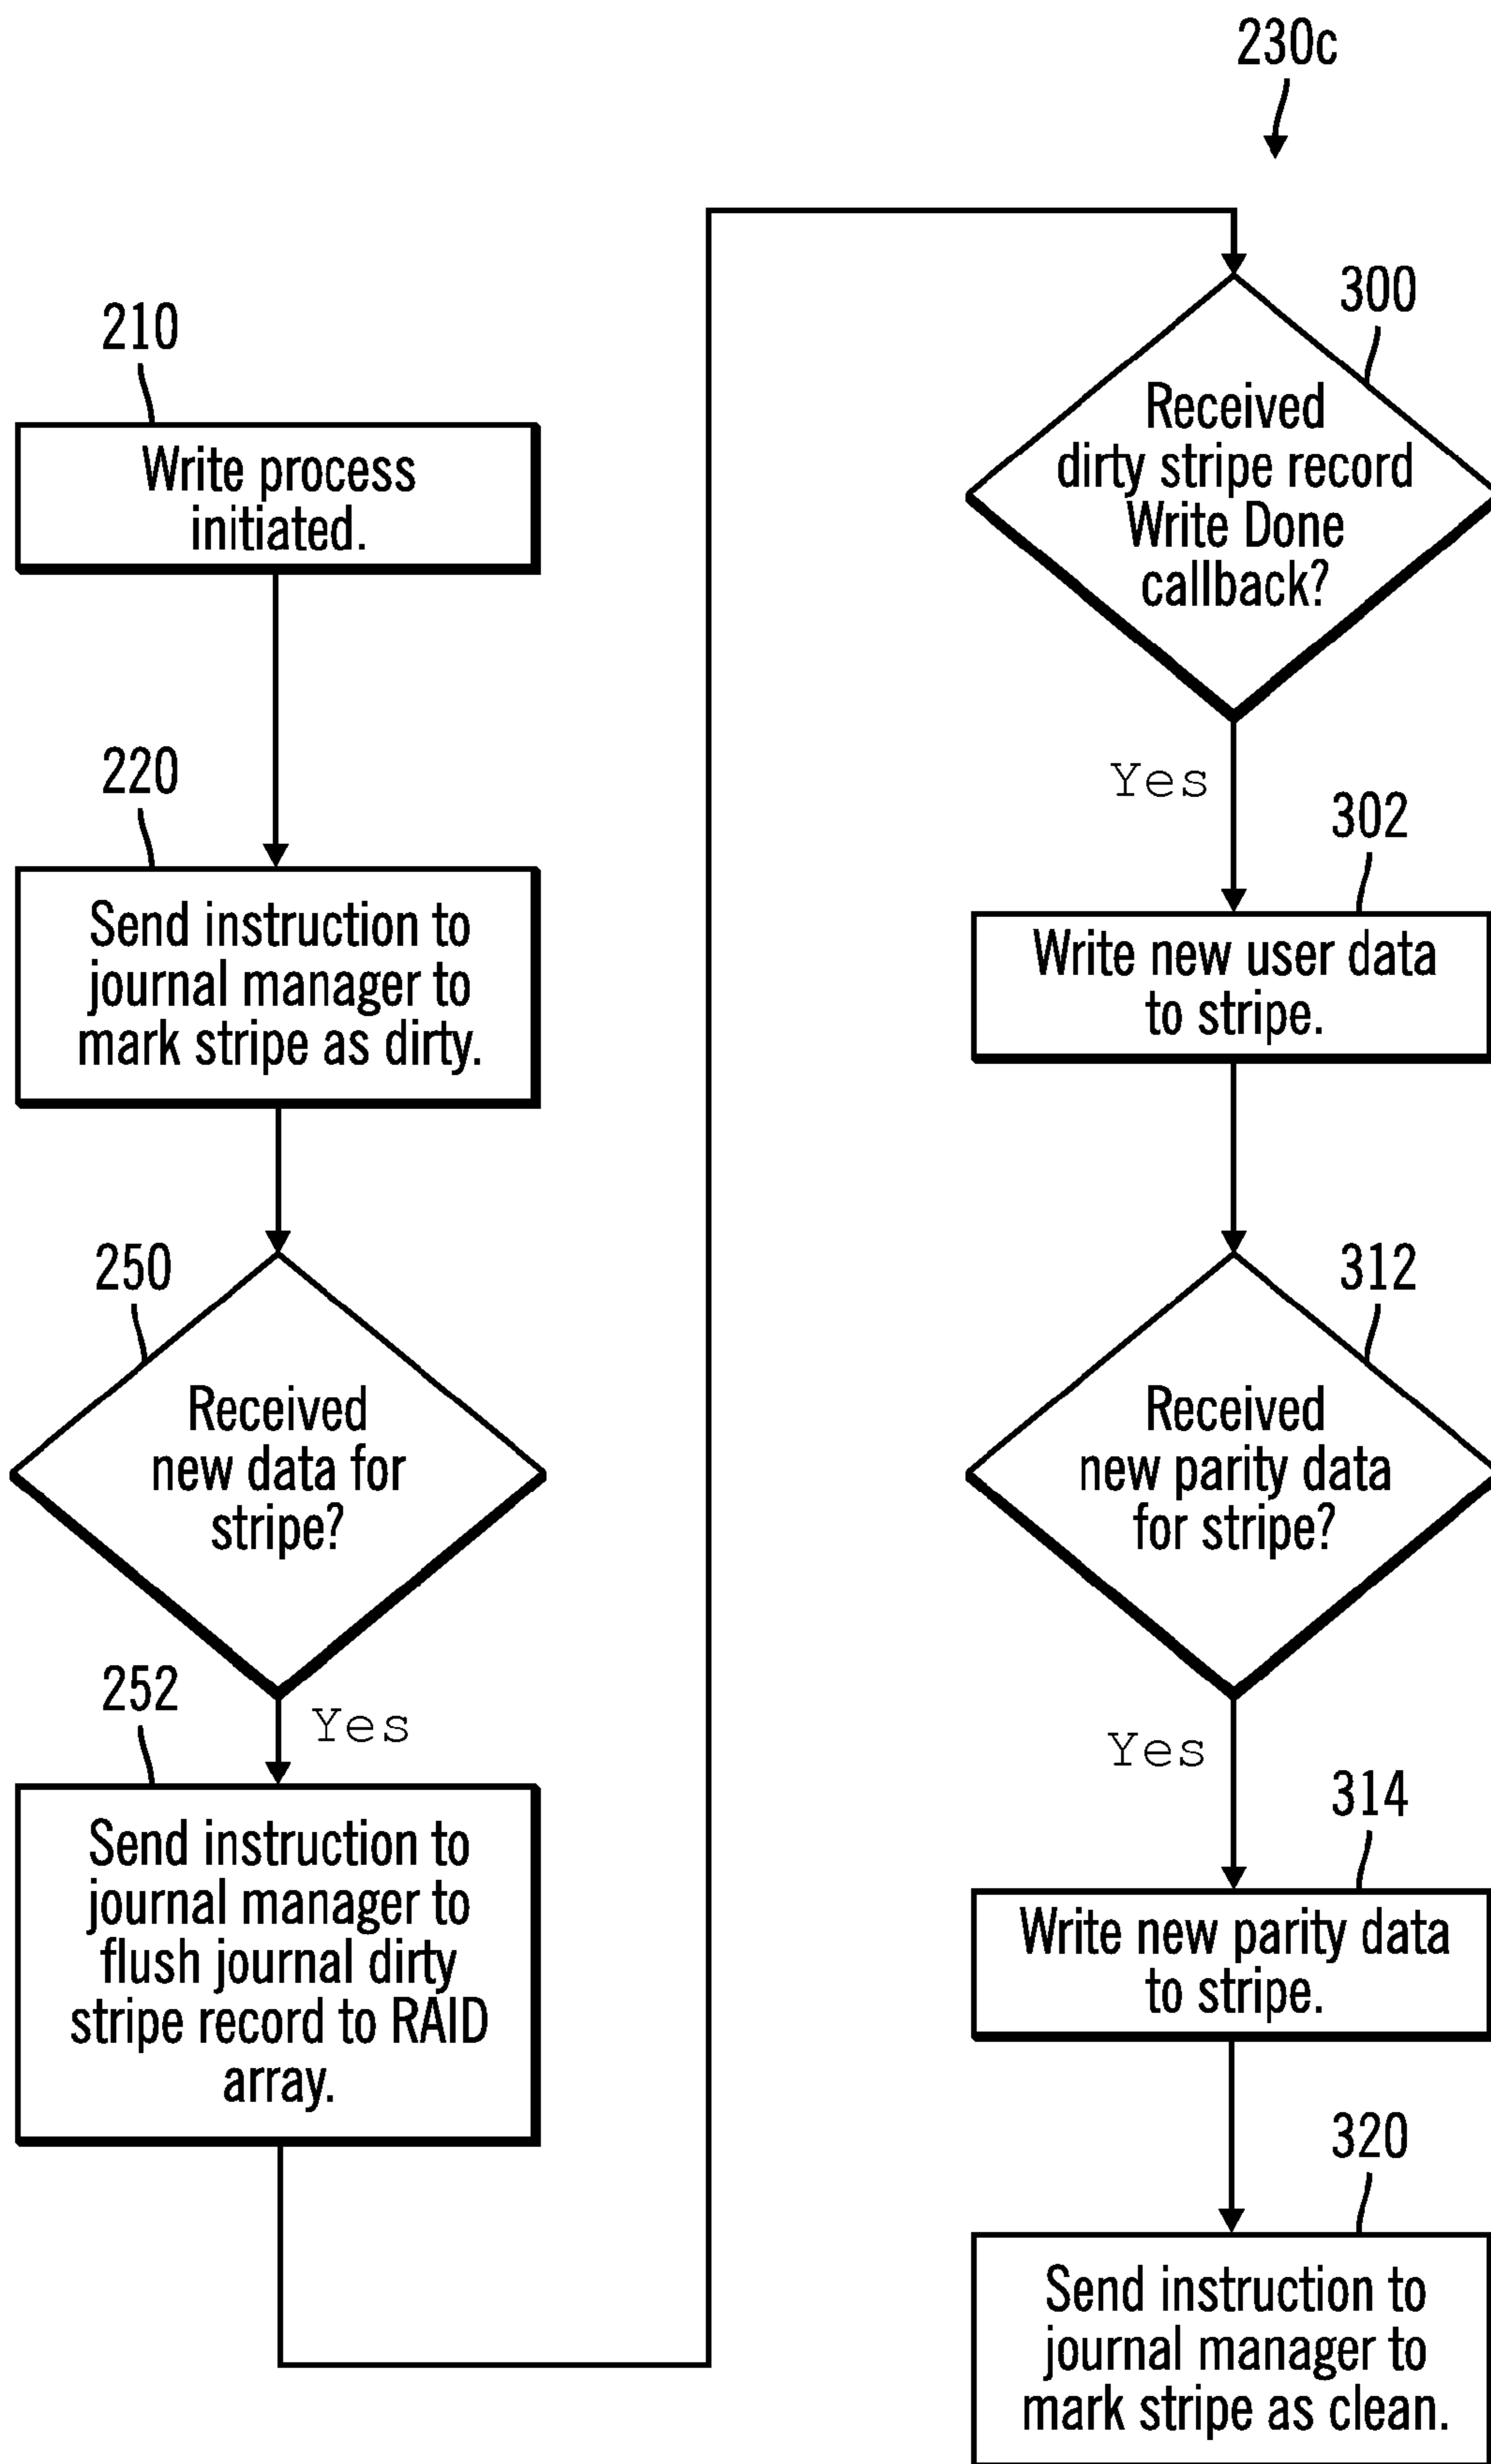 230c
210
Write process
initiated.
220
Send instruction to
journal manager to
mark stripe as dirty.
250
Received
new data for
stripe?
Yes
252
Send instruction to
journal manager to
flush journal dirty
stripe record to RAID
array.
300
Received
dirty stripe record
Write Done
callback?
Yes
302
Write new user data
to stripe.
312
Received
new parity data
for stripe?
Yes
314
Write new parity data
to stripe.
320
Send instruction to
journal manager to
mark stripe as clean.